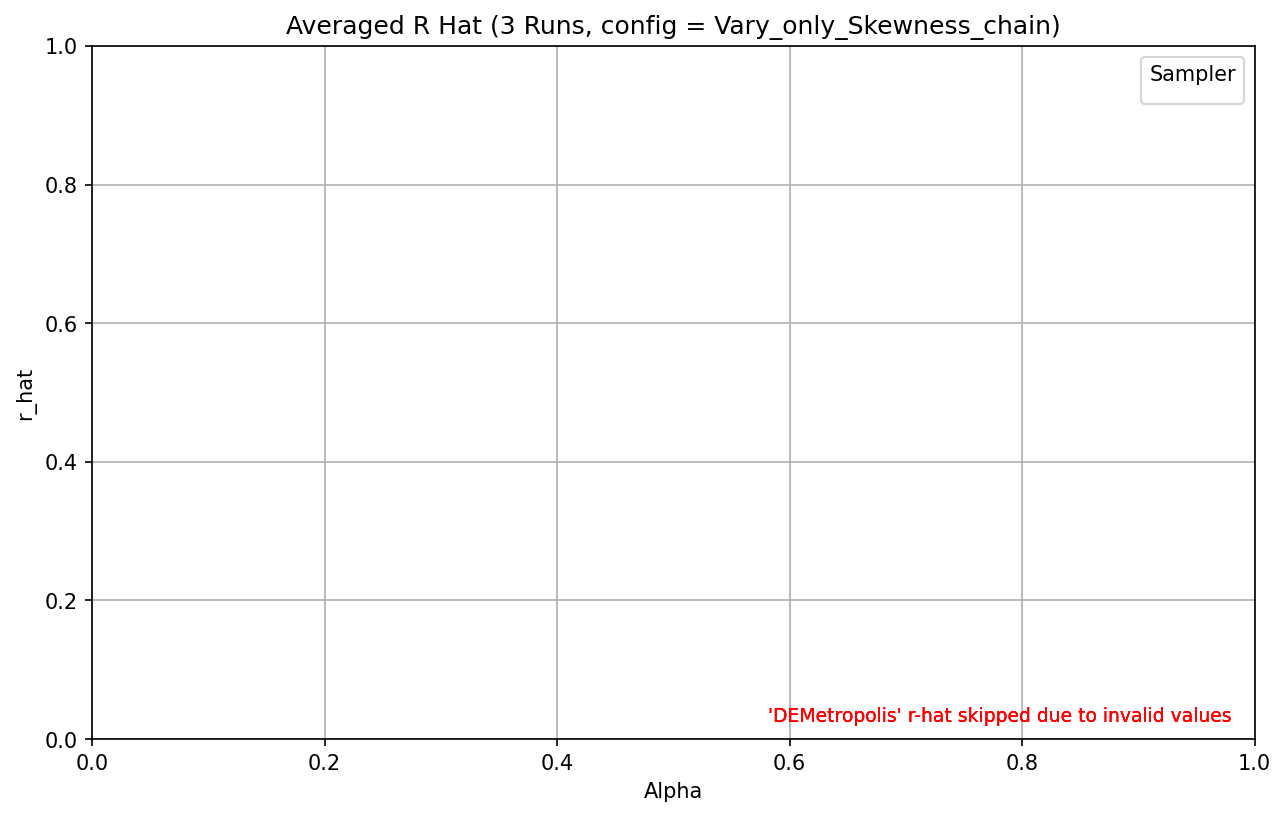 Averaged R Hat (3 Runs, config = Vary_only_Skewness_chain)
Sampler
1.0
0.8
0.6
0.4
0.2
0.0
r_hat
'DEMetropolis' r-hat skipped due to invalid values
0.0 0.2 0.4 0.6 0.8 1.0
Alpha